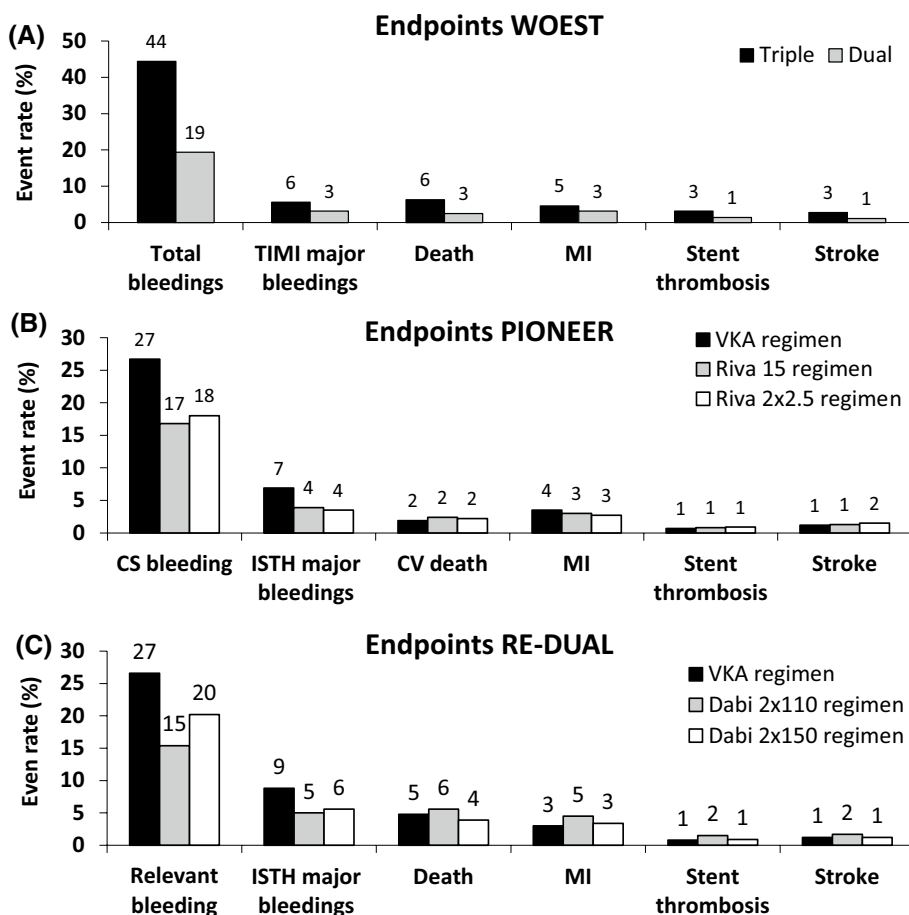 (A)
Endpoints WOEST
Triple Dual
Event rate (%)
50
40
30
20
10
0
44 19
6 3
6 3
5 3
3 1
3 1
Total TIMI major Death MI Stent Stroke
bleedings bleedings thrombosis
(B)
Endpoints PIONEER
VKA regimen
Riva 15 regimen
Riva 2x2.5 regimen
Event rate (%)
30
25
20
15
10
5
0
27 17 18
7 4 4
2 2 2
4 3 3
1 1 1
1 1 2
CS bleeding ISTH major CV death MI Stent Stroke
bleedings thrombosis
(C)
Endpoints RE-DUAL
VKA regimen
Dabi 2x110 regimen
Dabi 2x150 regimen
Even rate (%)
30
25
20
15
10
5
0
27 15 20
9 5 6
5 6 4
3 5 3
1 2 1
1 2 1
Relevant ISTH major Death MI Stent Stroke
bleeding bleedings thrombosis